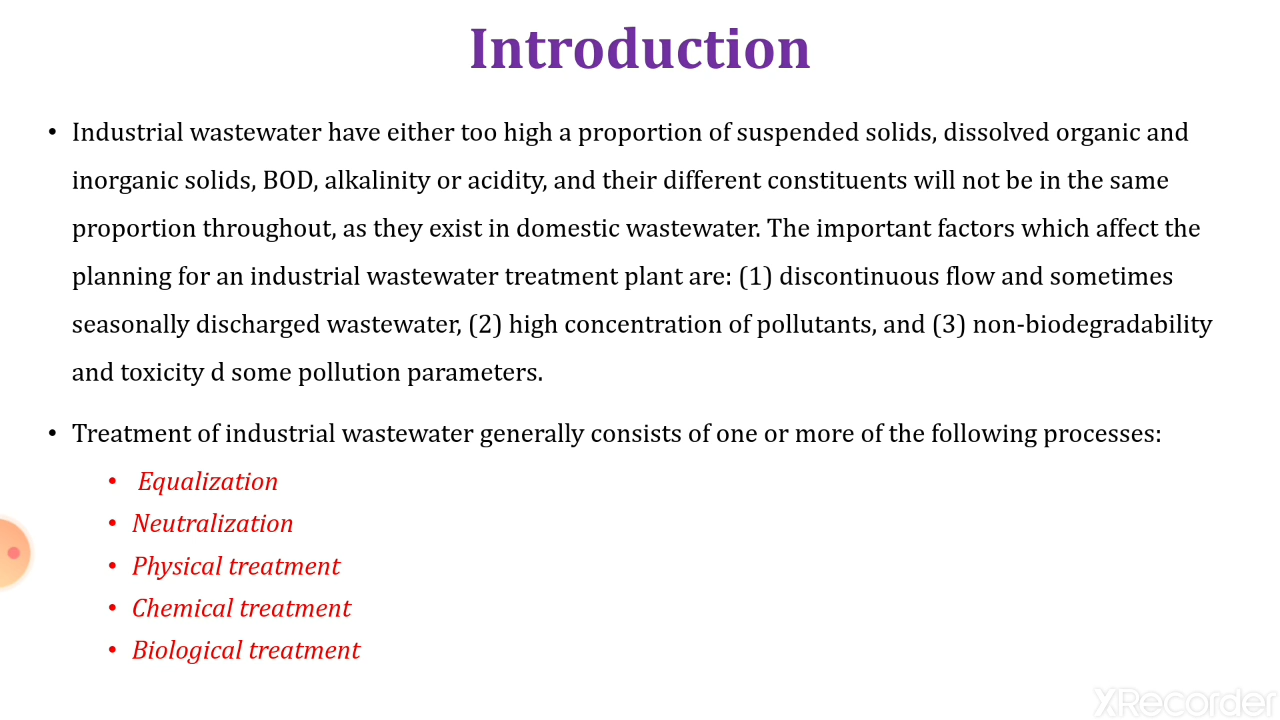 Introduction
• Industrial wastewater have either too high a proportion of suspended solids, dissolved organic and
inorganic solids, BOD, alkalinity or acidity, and their different constituents will not be in the same
proportion throughout, as they exist in domestic wastewater. The important factors which affect the
planning for an industrial wastewater treatment plant are: (1) discontinuous flow and sometimes
seasonally discharged wastewater, (2) high concentration of pollutants, and (3) non-biodegradability
and toxicity d some pollution parameters.
• Treatment of industrial wastewater generally consists of one or more of the following processes:
• Equalization
• Neutralization
• Physical treatment
• Chemical treatment
• Biological treatment
XRecorder